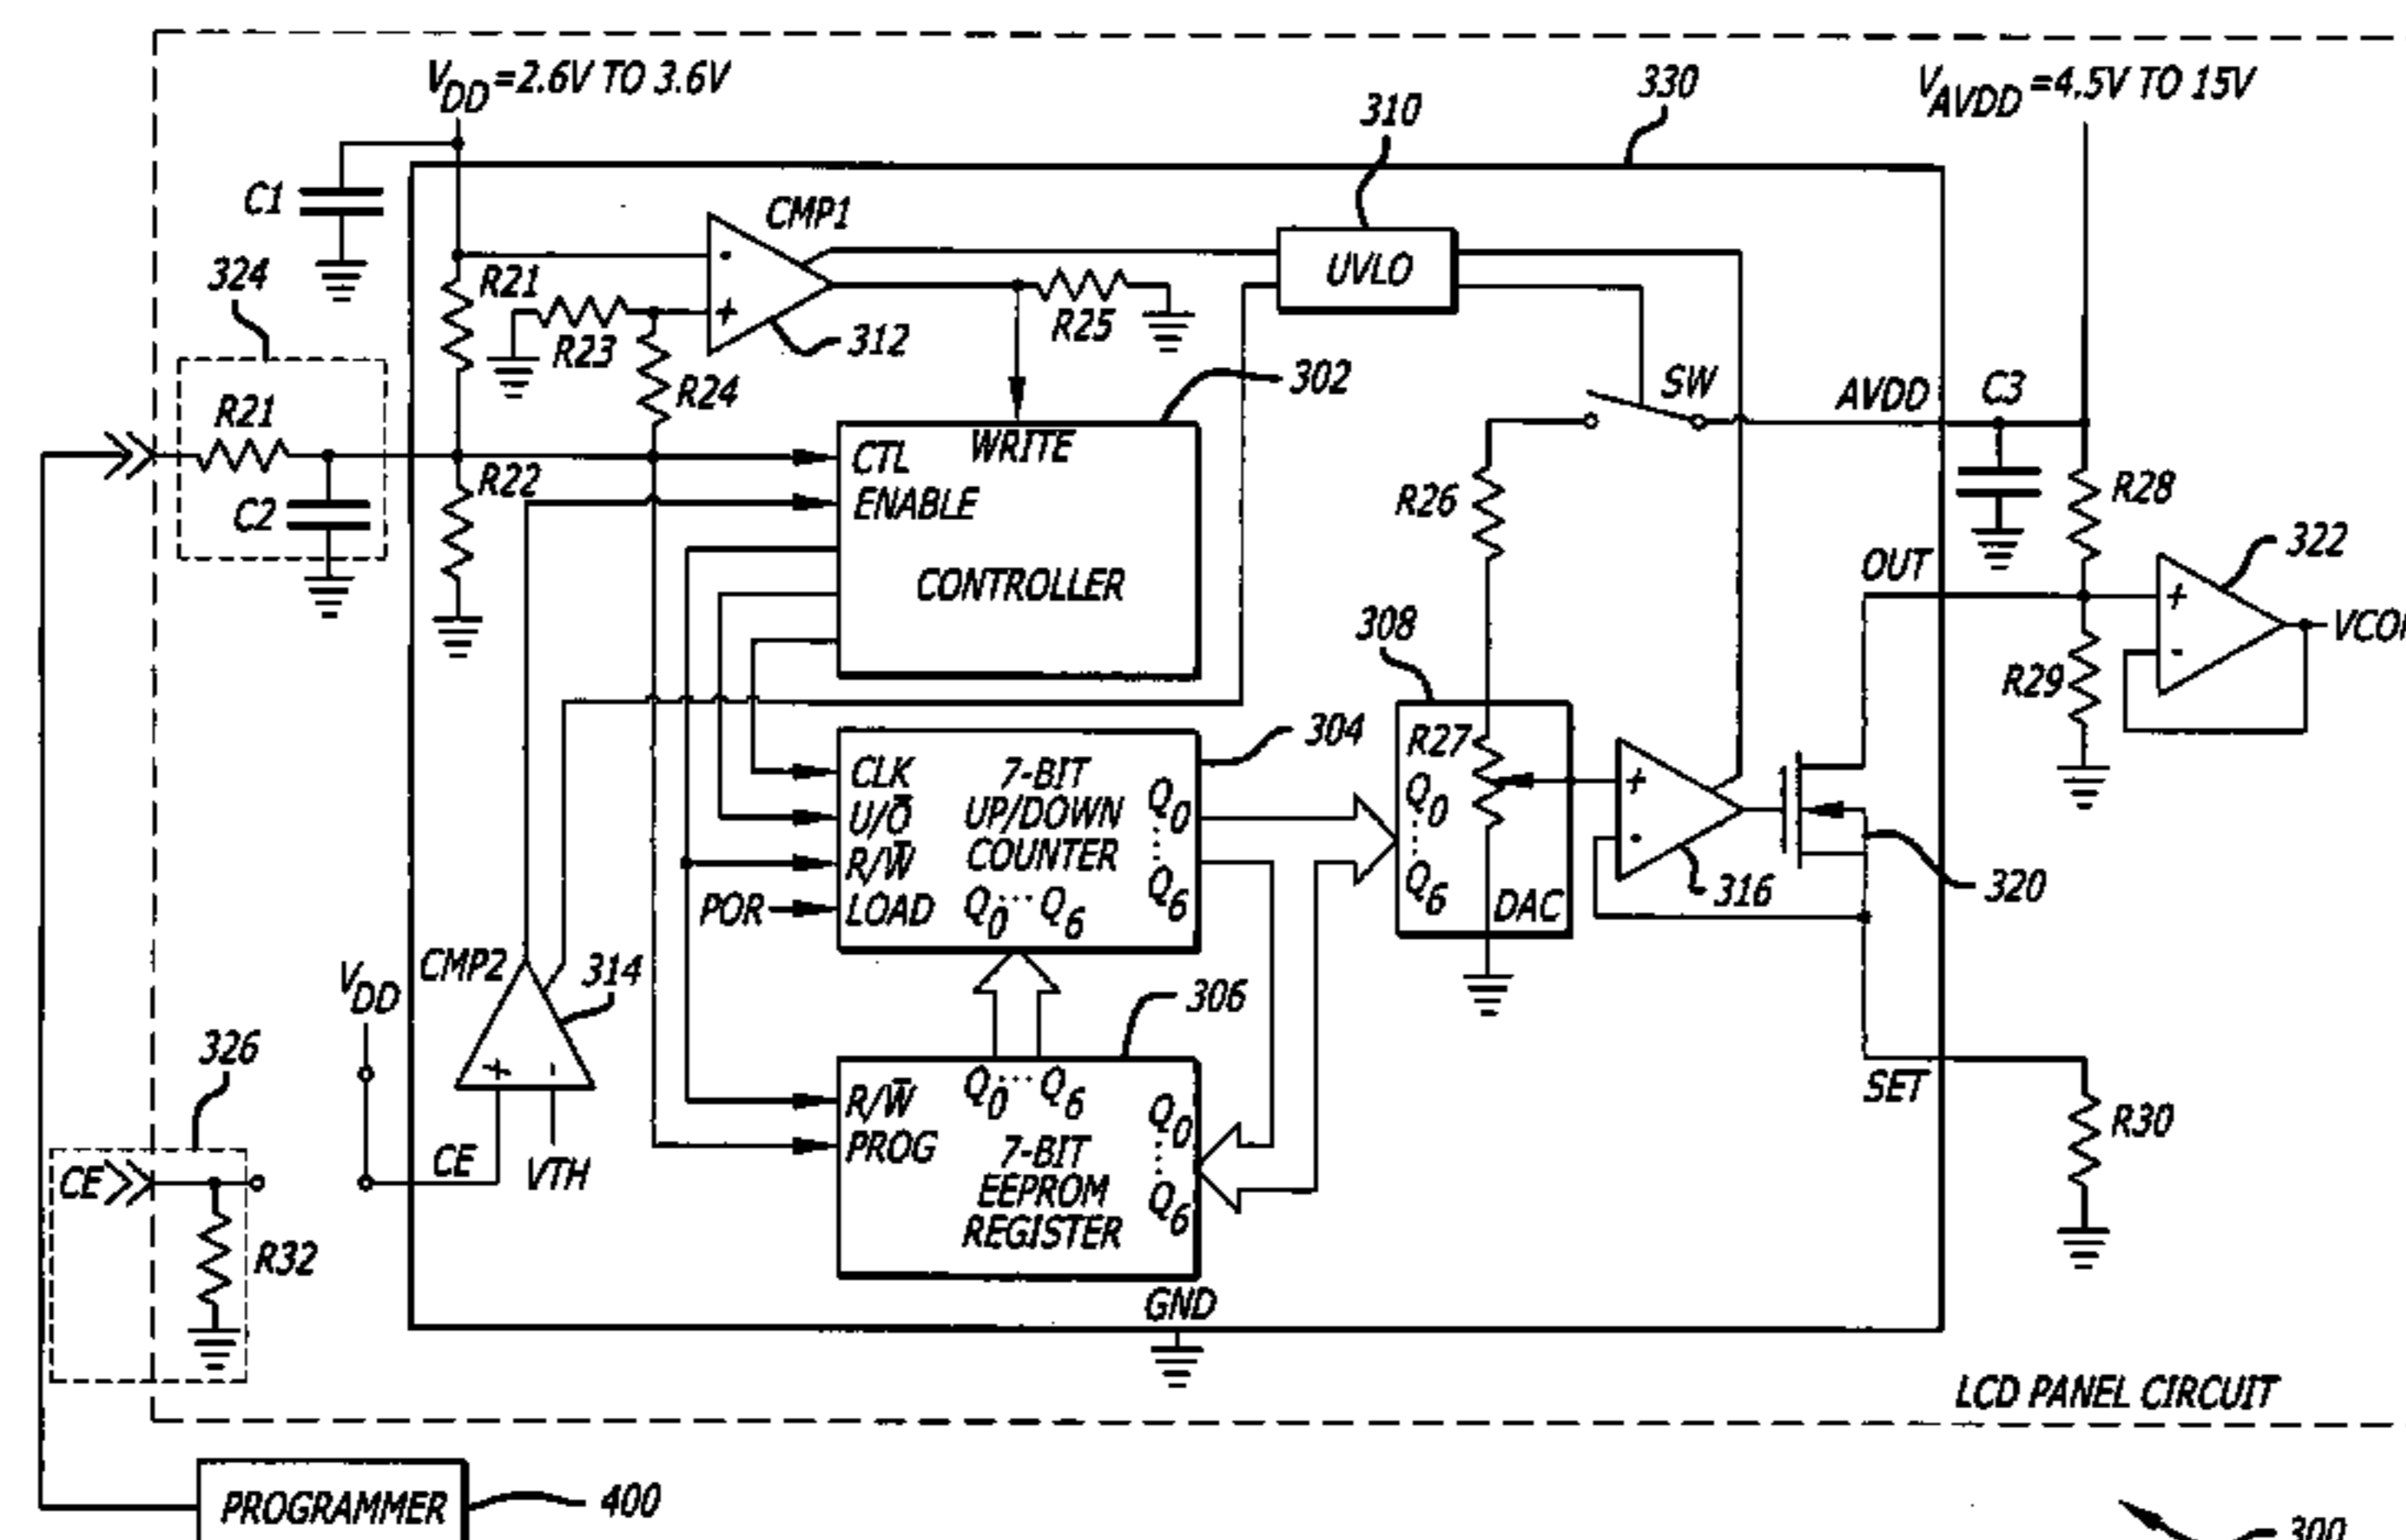 V_DD =2.6V TO 3.6V
330
V_AVDD =4.5V TO 15V
310
C1
CMP1
UVLO
324
R21
-
+
R23
312
R25
R24
302
SW
AVDD
C3
R21
R22
C2
CTL
WRITE
ENABLE
CONTROLLER
R26
R28
322
OUT
+
-
R29
308
304
CLK
U/D̅
R/W̅
POR
LOAD
7-BIT
UP/DOWN
COUNTER
Q0 ... Q6
Q0
Q6
R27
Q0
Q6
DAC
+
-
316
320
CMP2
314
V_DD
+
-
306
326
CE
CE
VTH
R/W̅
PROG
Q0 ... Q6
7-BIT
EEPROM
REGISTER
Q0
Q6
SET
R30
R32
GND
LCD PANEL CIRCUIT
PROGRAMMER
400
300